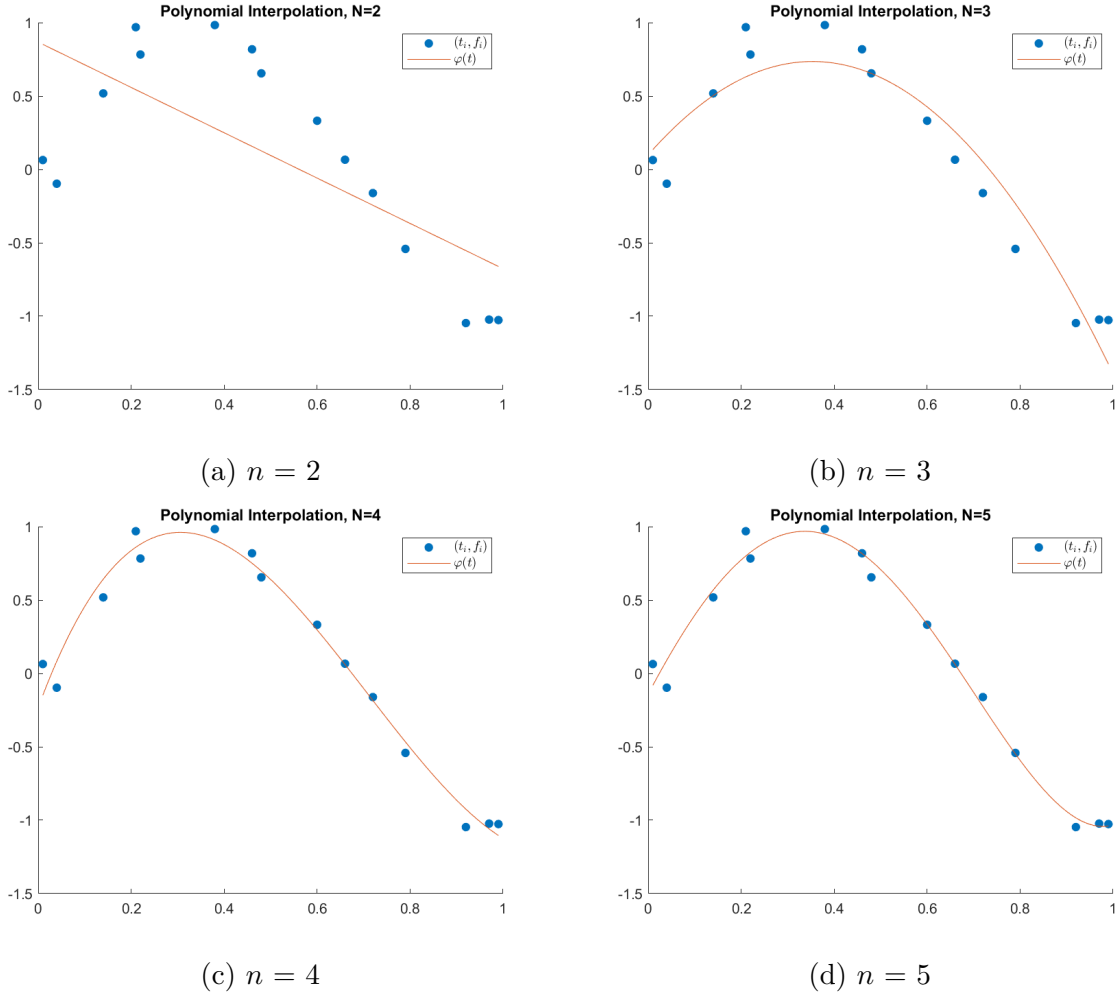 Polynomial Interpolation, N=2
1
0.5
0
-0.5
-1
-1.5
0 0.2 0.4 0.6 0.8 1
(t_i, f_i)
φ(t)
(a) n = 2
Polynomial Interpolation, N=3
1
0.5
0
-0.5
-1
-1.5
0 0.2 0.4 0.6 0.8 1
(t_i, f_i)
φ(t)
(b) n = 3
Polynomial Interpolation, N=4
1
0.5
0
-0.5
-1
-1.5
0 0.2 0.4 0.6 0.8 1
(t_i, f_i)
φ(t)
(c) n = 4
Polynomial Interpolation, N=5
1
0.5
0
-0.5
-1
-1.5
0 0.2 0.4 0.6 0.8 1
(t_i, f_i)
φ(t)
(d) n = 5